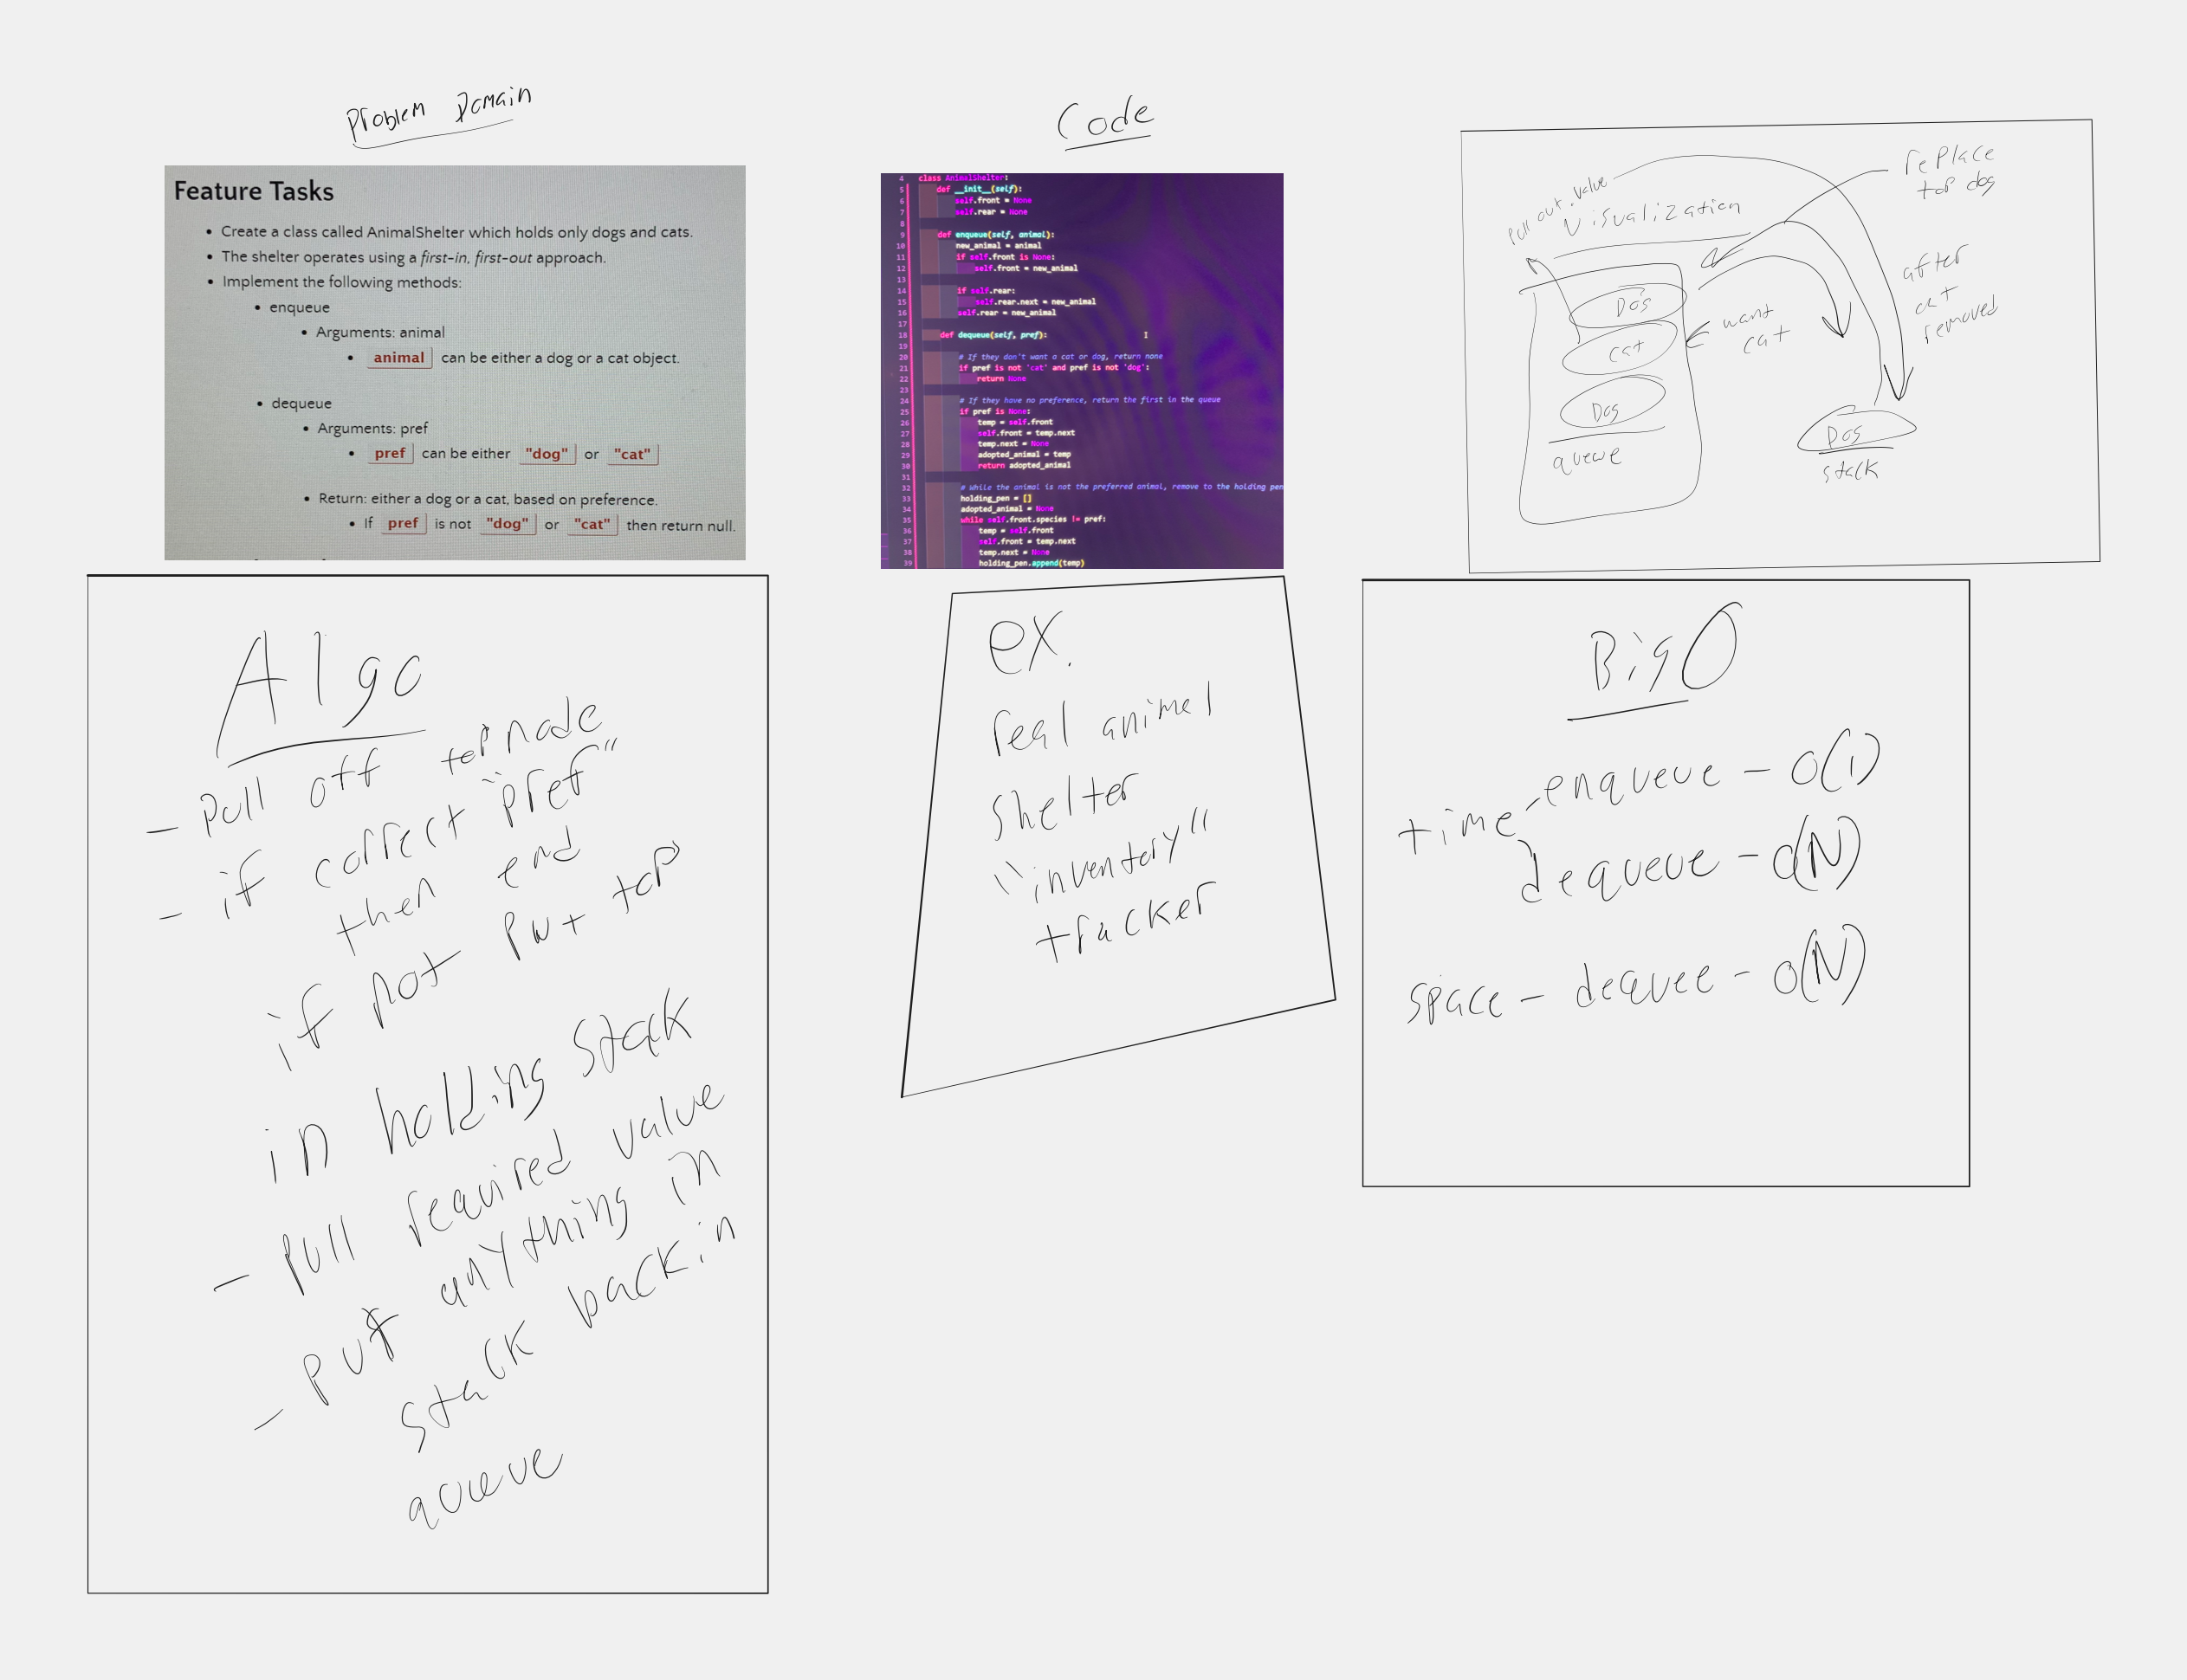 Problem Domain
Feature Tasks
• Create a class called AnimalShelter which holds only dogs and cats.
• The shelter operates using a first-in, first-out approach.
• Implement the following methods:
• enqueue
• Arguments: animal
• animal can be either a dog or a cat object.
• dequeue
• Arguments: pref
• pref can be either "dog" or "cat"
• Return: either a dog or a cat, based on preference.
• If pref is not "dog" or "cat" then return null.
Code
4 class AnimalShelter:
5 def __init__(self):
6 self.front = None
7 self.rear = None
8
9 def enqueue(self, animal):
10 new_animal = animal
11 if self.front is None:
12 self.front = new_animal
13
14 if self.rear:
15 self.rear.next = new_animal
16 self.rear = new_animal
17
18 def dequeue(self, pref):
19
20 # If they don't want a cat or dog, return none
21 if pref is not 'cat' and pref is not 'dog':
22 return None
23
24 # If they have no preference, return the first in the queue
25 if pref is None:
26 temp = self.front
27 self.front = temp.next
28 temp.next = None
29 adopted_animal = temp
30 return adopted_animal
31
32 # While the animal is not the preferred animal, remove to the holding pen
33 holding_pen = []
34 adopted_animal = None
35 while self.front.species != pref:
36 temp = self.front
37 self.front = temp.next
38 temp.next = None
39 holding_pen.append(temp)
pull out value
Visualization
replace
top dog
after
cat
removed
want
cat
Dog
cat
Dog
queue
Dog
stack
Algo
- Pull off top node
- if correct "pref"
then end
if not put top
in holding stack
- pull required value
- put anything in
stack back in
queue
ex.
real animal
shelter
"inventory"
tracker
Big O
time - enqueue - O(1)
dequeue - O(N)
space - dequee - O(N)